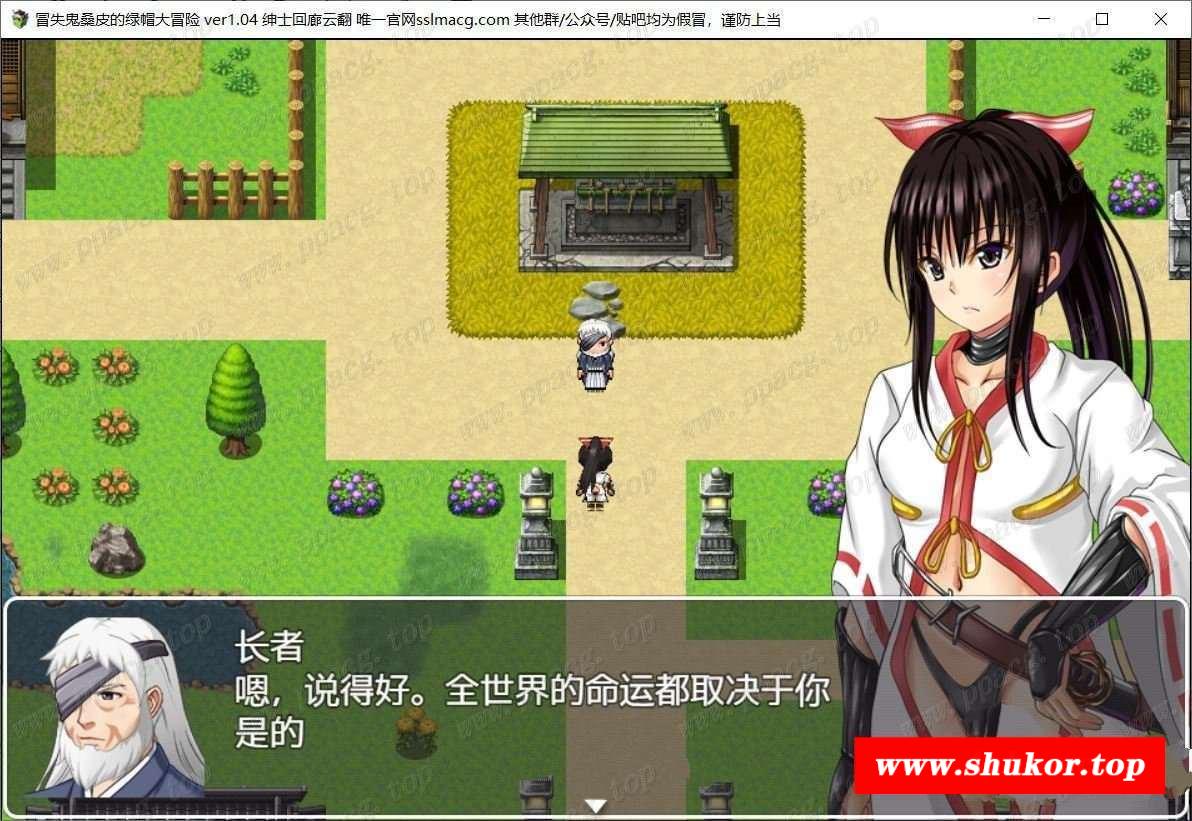 冒失鬼桑皮的绿帽大冒险 ver1.04 绅士回廊云翻 唯一官网sslmacg.com 其他群/公众号/贴吧均为假冒，谨防上当
长者
嗯，说得好。全世界的命运都取决于你
是的
www.shukor.top
www.ppacg.top